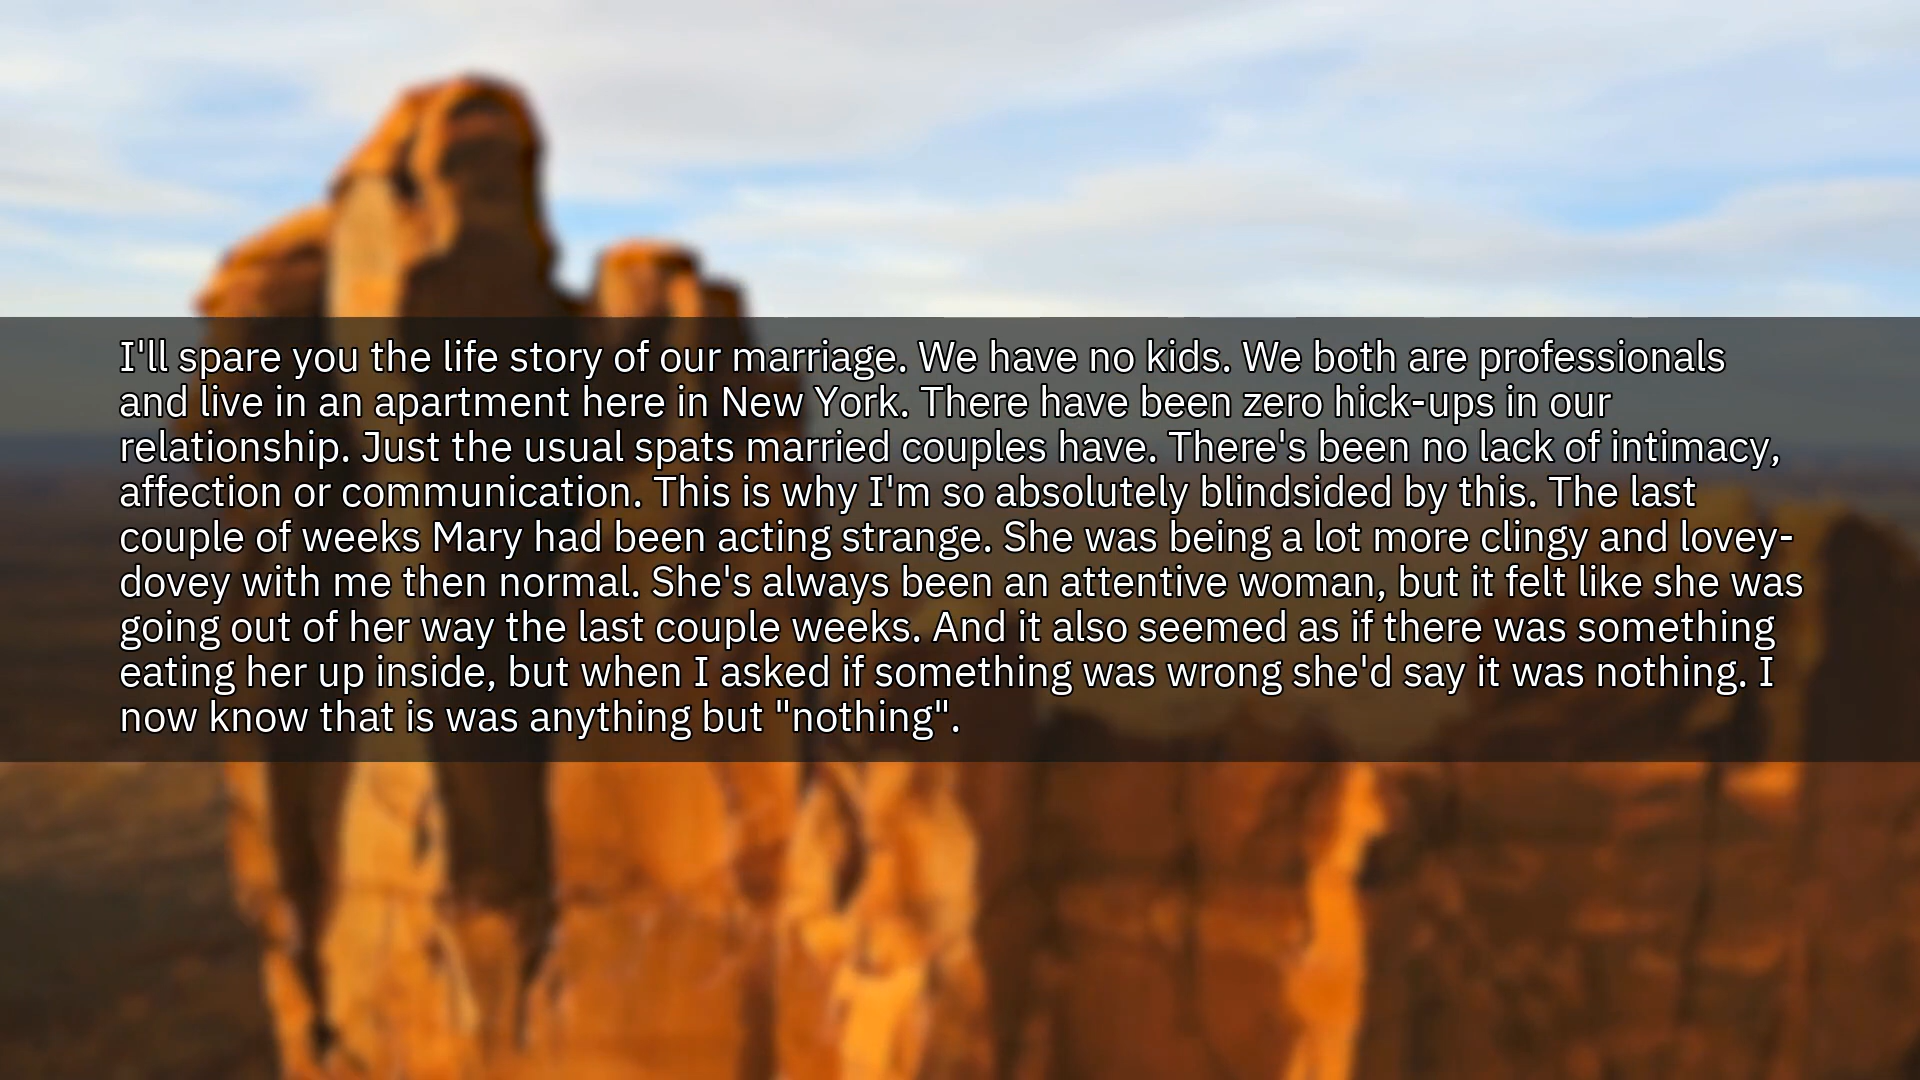 I'll spare you the life story of our marriage. We have no kids. We both are professionals
and live in an apartment here in New York. There have been zero hick-ups in our
relationship. Just the usual spats married couples have. There's been no lack of intimacy,
affection or communication. This is why I'm so absolutely blindsided by this. The last
couple of weeks Mary had been acting strange. She was being a lot more clingy and lovey-
dovey with me then normal. She's always been an attentive woman, but it felt like she was
going out of her way the last couple weeks. And it also seemed as if there was something
eating her up inside, but when I asked if something was wrong she'd say it was nothing. I
now know that is was anything but "nothing".